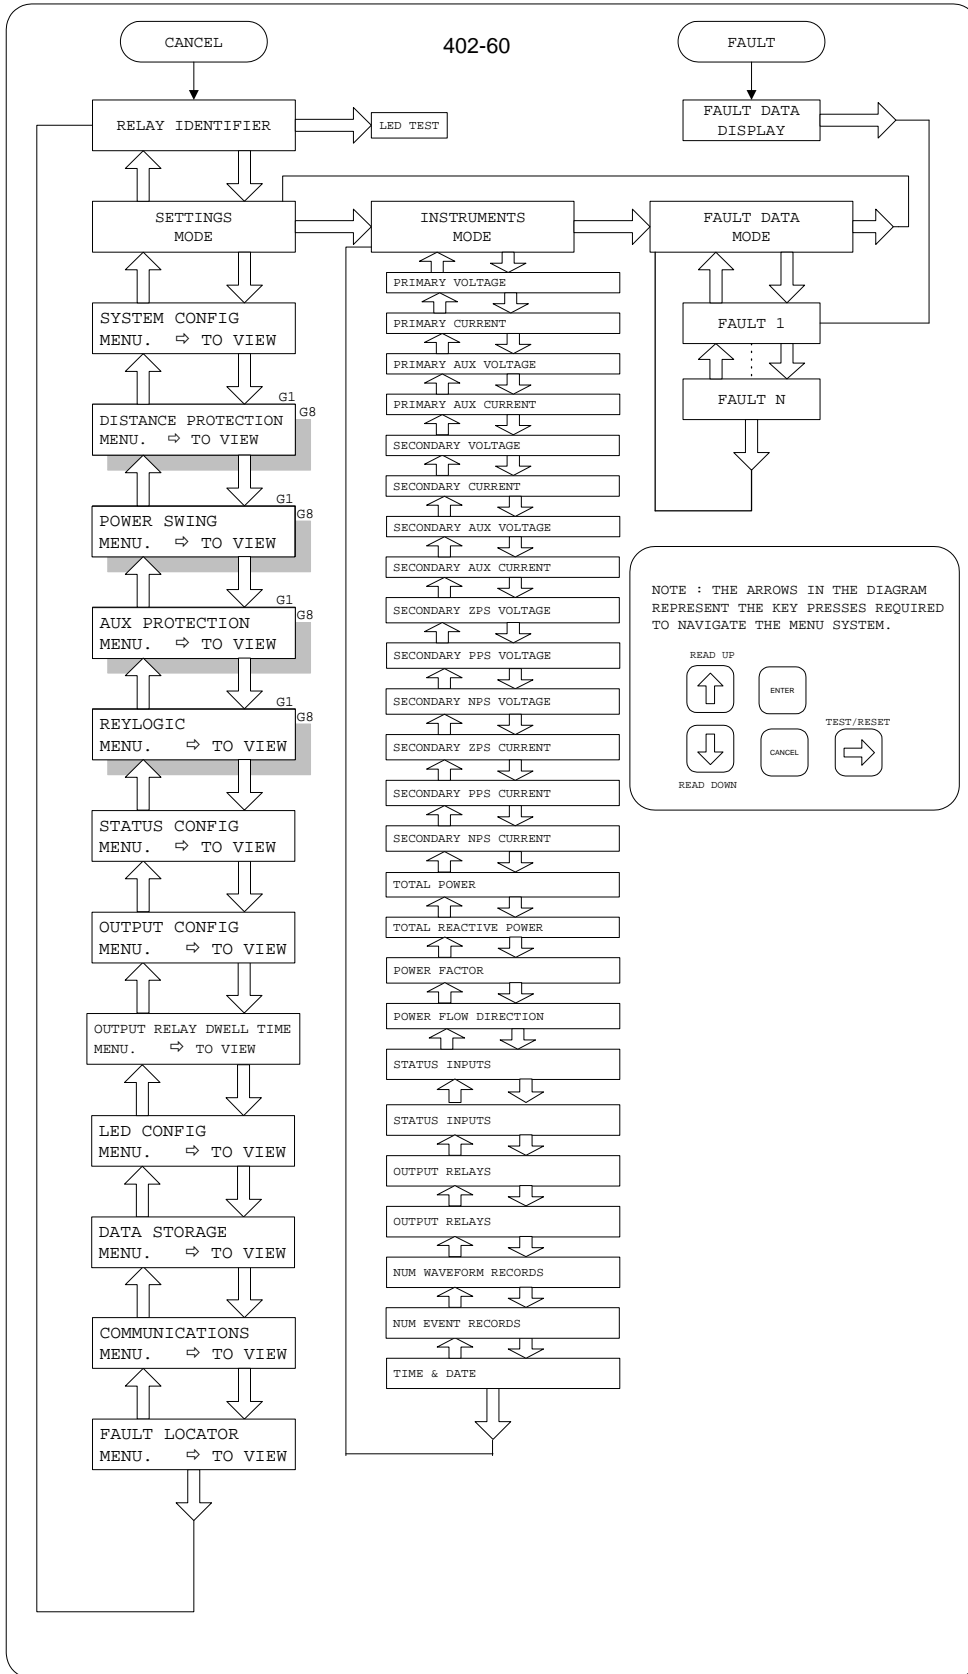 CANCEL
402-60
FAULT
RELAY IDENTIFIER
LED TEST
FAULT DATA
DISPLAY
SETTINGS
MODE
INSTRUMENTS
MODE
FAULT DATA
MODE
SYSTEM CONFIG
MENU. ⇨ TO VIEW
G1
G8
DISTANCE PROTECTION
MENU. ⇨ TO VIEW
G1
G8
POWER SWING
MENU. ⇨ TO VIEW
G1
G8
AUX PROTECTION
MENU. ⇨ TO VIEW
G1
G8
REYLOGIC
MENU. ⇨ TO VIEW
STATUS CONFIG
MENU. ⇨ TO VIEW
OUTPUT CONFIG
MENU. ⇨ TO VIEW
OUTPUT RELAY DWELL TIME
MENU. ⇨ TO VIEW
LED CONFIG
MENU. ⇨ TO VIEW
DATA STORAGE
MENU. ⇨ TO VIEW
COMMUNICATIONS
MENU. ⇨ TO VIEW
FAULT LOCATOR
MENU. ⇨ TO VIEW
PRIMARY VOLTAGE
PRIMARY CURRENT
PRIMARY AUX VOLTAGE
PRIMARY AUX CURRENT
SECONDARY VOLTAGE
SECONDARY CURRENT
SECONDARY AUX VOLTAGE
SECONDARY AUX CURRENT
SECONDARY ZPS VOLTAGE
SECONDARY PPS VOLTAGE
SECONDARY NPS VOLTAGE
SECONDARY ZPS CURRENT
SECONDARY PPS CURRENT
SECONDARY NPS CURRENT
TOTAL POWER
TOTAL REACTIVE POWER
POWER FACTOR
POWER FLOW DIRECTION
STATUS INPUTS
STATUS INPUTS
OUTPUT RELAYS
OUTPUT RELAYS
NUM WAVEFORM RECORDS
NUM EVENT RECORDS
TIME & DATE
FAULT 1
FAULT N
NOTE : THE ARROWS IN THE DIAGRAM
REPRESENT THE KEY PRESSES REQUIRED
TO NAVIGATE THE MENU SYSTEM.
READ UP
ENTER
TEST/RESET
CANCEL
READ DOWN